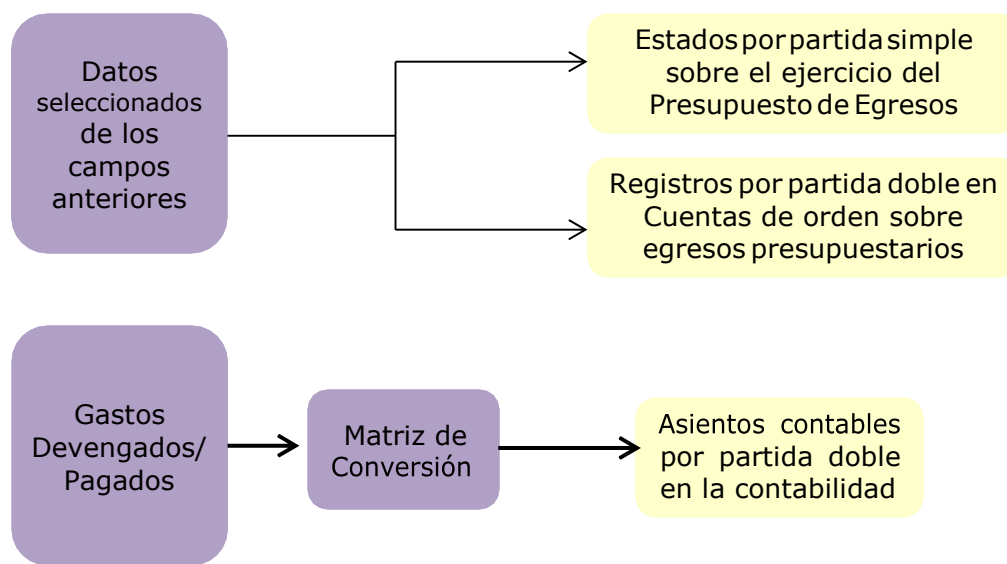 Datos
seleccionados
de los
campos
anteriores
Estados por partida simple
sobre el ejercicio del
Presupuesto de Egresos
Registros por partida doble en
Cuentas de orden sobre
egresos presupuestarios
Gastos
Devengados/
Pagados
Matriz de
Conversión
Asientos contables
por partida doble
en la contabilidad